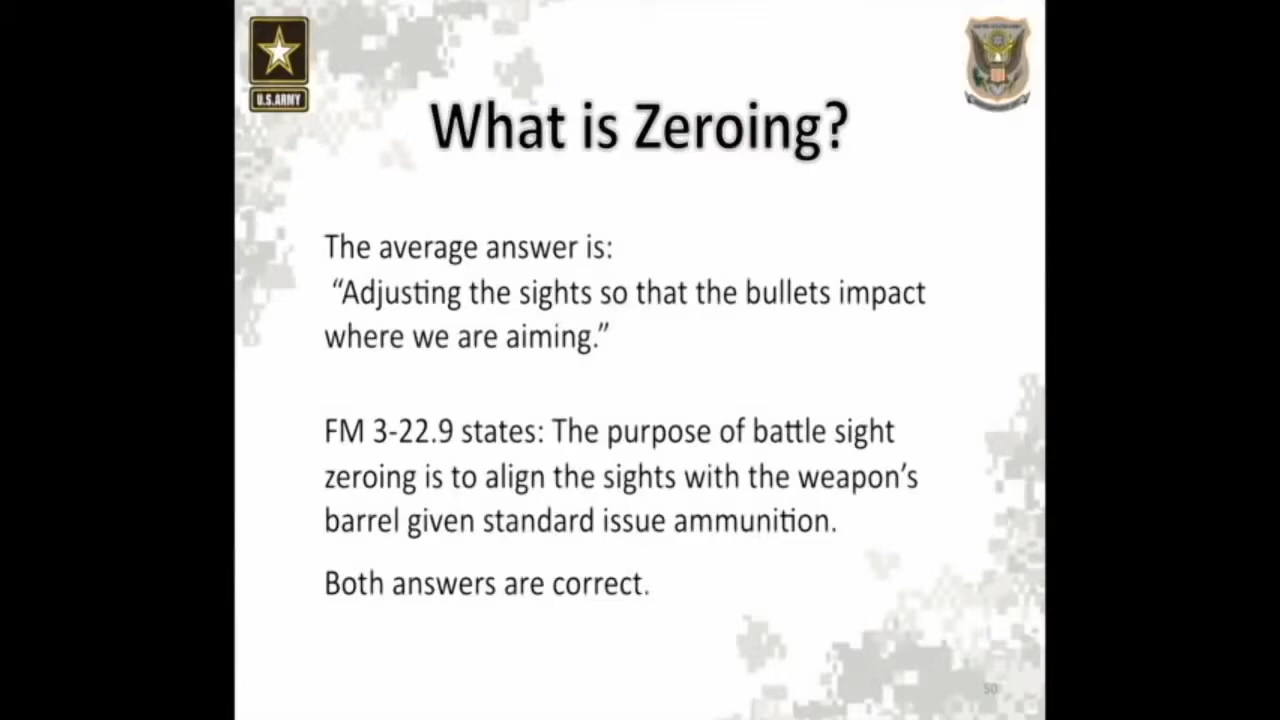 U.S.ARMY
What is Zeroing?
The average answer is:
“Adjusting the sights so that the bullets impact
where we are aiming.”
FM 3-22.9 states: The purpose of battle sight
zeroing is to align the sights with the weapon’s
barrel given standard issue ammunition.
Both answers are correct.
50